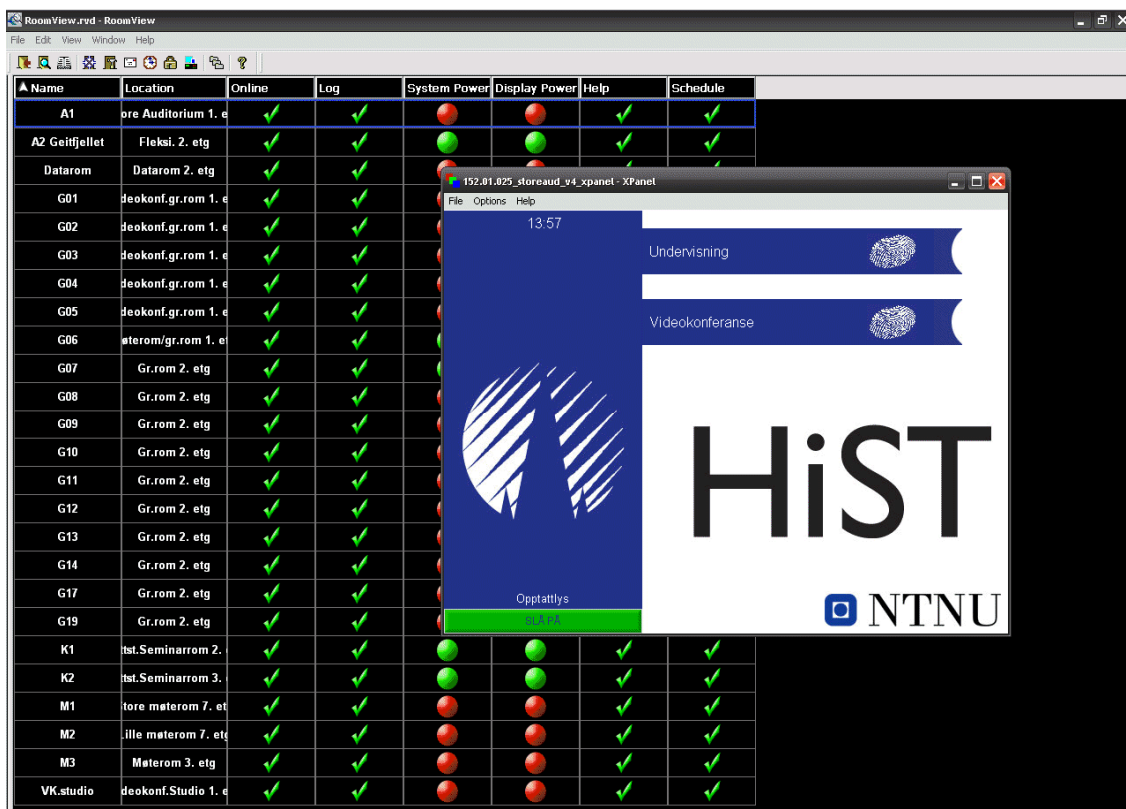 RoomView.rvd - RoomView
File Edit View Window Help
Name Location Online Log System Power Display Power Help Schedule
A1 ore Auditorium 1. e
A2 Geitfjellet Fleksi. 2. etg
Datarom Datarom 2. etg
G01 deokonf.gr.rom 1. e
G02 deokonf.gr.rom 1. e
G03 deokonf.gr.rom 1. e
G04 deokonf.gr.rom 1. e
G05 deokonf.gr.rom 1. e
G06 øterom/gr.rom 1. et
G07 Gr.rom 2. etg
G08 Gr.rom 2. etg
G09 Gr.rom 2. etg
G10 Gr.rom 2. etg
G11 Gr.rom 2. etg
G12 Gr.rom 2. etg
G13 Gr.rom 2. etg
G14 Gr.rom 2. etg
G17 Gr.rom 2. etg
G19 Gr.rom 2. etg
K1 tst.Seminarrom 2.
K2 tst.Seminarrom 3.
M1 tore møterom 7. et
M2 ille møterom 7. etg
M3 Møterom 3. etg
VK.studio deokonf.Studio 1. e
152.01.025_storeaud_v4_xpanel - XPanel
File Options Help
13:57
Undervisning
Videokonferanse
HiST
Opptattlys
SLÅ PÅ
NTNU